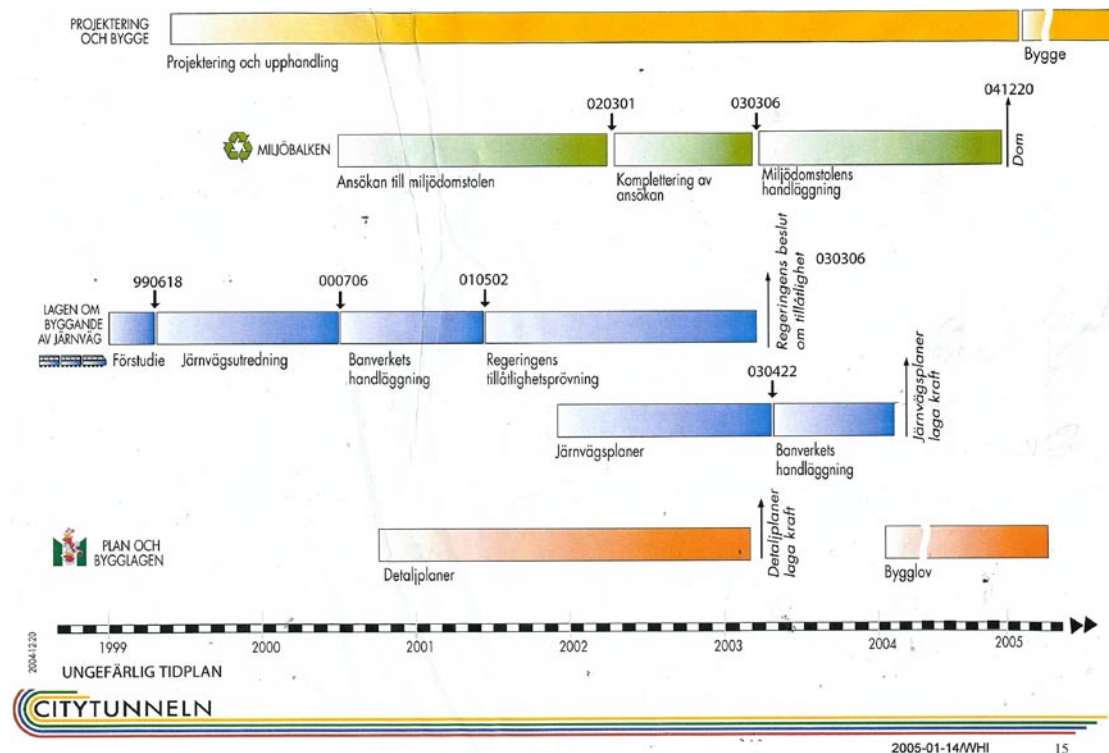 PROJEKTERING
OCH BYGGE
Projektering och upphandling
Bygge
041220
020301
030306
Dom
MILJÖBALKEN
Ansökan till miljödomstolen
Komplettering av
ansökan
Miljödomstolens
handläggning
990618
000706
010502
Regeringens beslut
om tillåtlighet
030306
LAGEN OM
BYGGANDE
AV JÄRNVÄG
Förstudie
Järnvägsutredning
Banverkets
handläggning
Regeringens
tillåtlighetsprövning
030422
Järnvägsplaner
laga kraft
Järnvägsplaner
Banverkets
handläggning
PLAN OCH
BYGGLAGEN
Detaljplaner
Detaljplaner
laga kraft
Bygglov
1999
2000
2001
2002
2003
2004
2005
2004-12-20
UNGEFÄRLIG TIDPLAN
CITYTUNNELN
2005-01-14/WHI
15